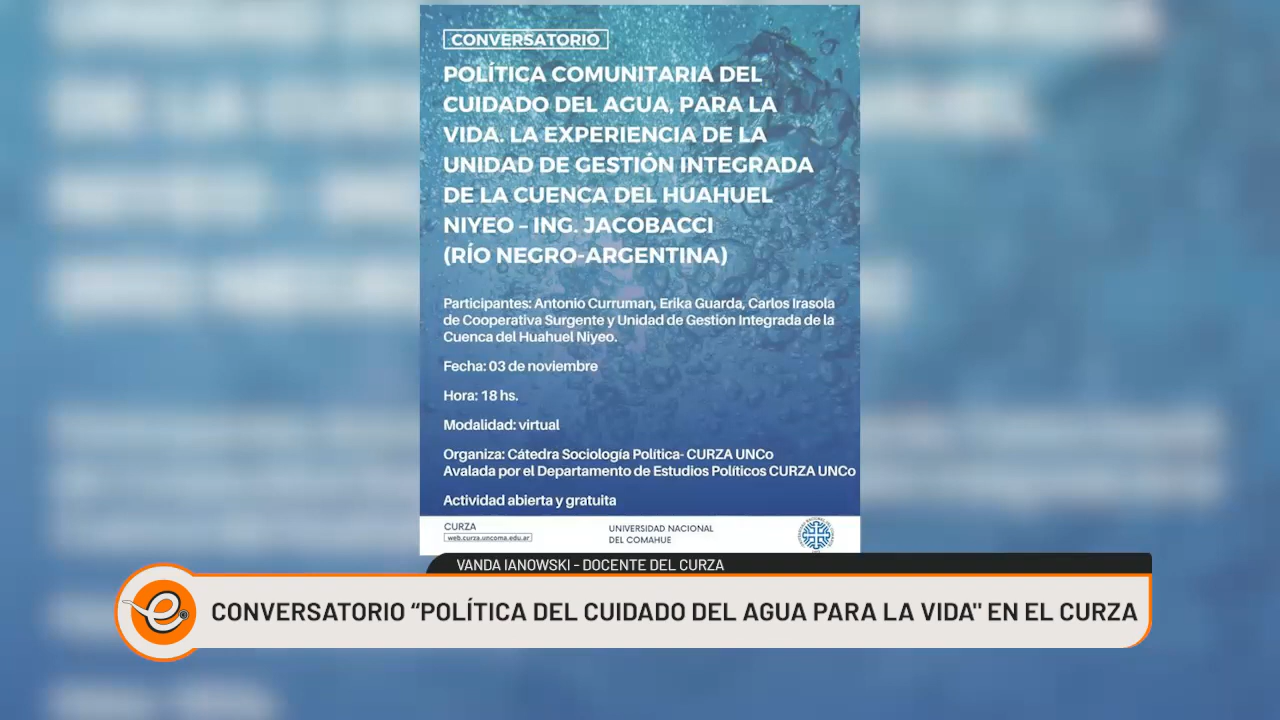 CONVERSATORIO
POLÍTICA COMUNITARIA DEL
CUIDADO DEL AGUA, PARA LA
VIDA. LA EXPERIENCIA DE LA
UNIDAD DE GESTIÓN INTEGRADA
DE LA CUENCA DEL HUAHUEL
NIYEO – ING. JACOBACCI
(RÍO NEGRO-ARGENTINA)
Participantes: Antonio Curruman, Erika Guarda, Carlos Irasola
de Cooperativa Surgente y Unidad de Gestión Integrada de la
Cuenca del Huahuel Niyeo.
Fecha: 03 de noviembre
Hora: 18 hs.
Modalidad: virtual
Organiza: Cátedra Sociología Política- CURZA UNCo
Avalada por el Departamento de Estudios Políticos CURZA UNCo
Actividad abierta y gratuita
CURZA
web.curza.uncoma.edu.ar
UNIVERSIDAD NACIONAL
DEL COMAHUE
VANDA IANOWSKI - DOCENTE DEL CURZA
CONVERSATORIO “POLÍTICA DEL CUIDADO DEL AGUA PARA LA VIDA" EN EL CURZA